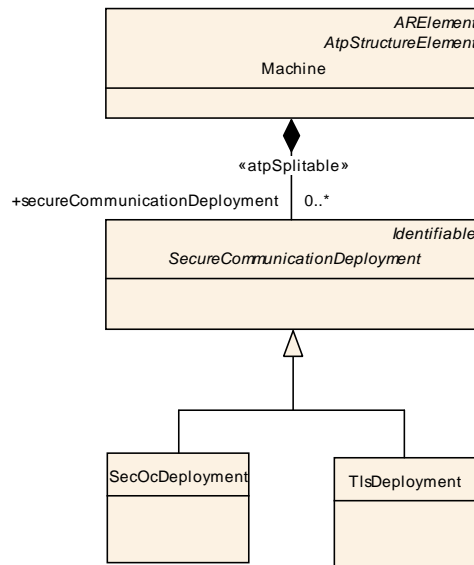 ARElement
AtpStructureElement
Machine
«atpSplitable»
+secureCommunicationDeployment 0..*
Identifiable
SecureCommunicationDeployment
SecOcDeployment
TlsDeployment